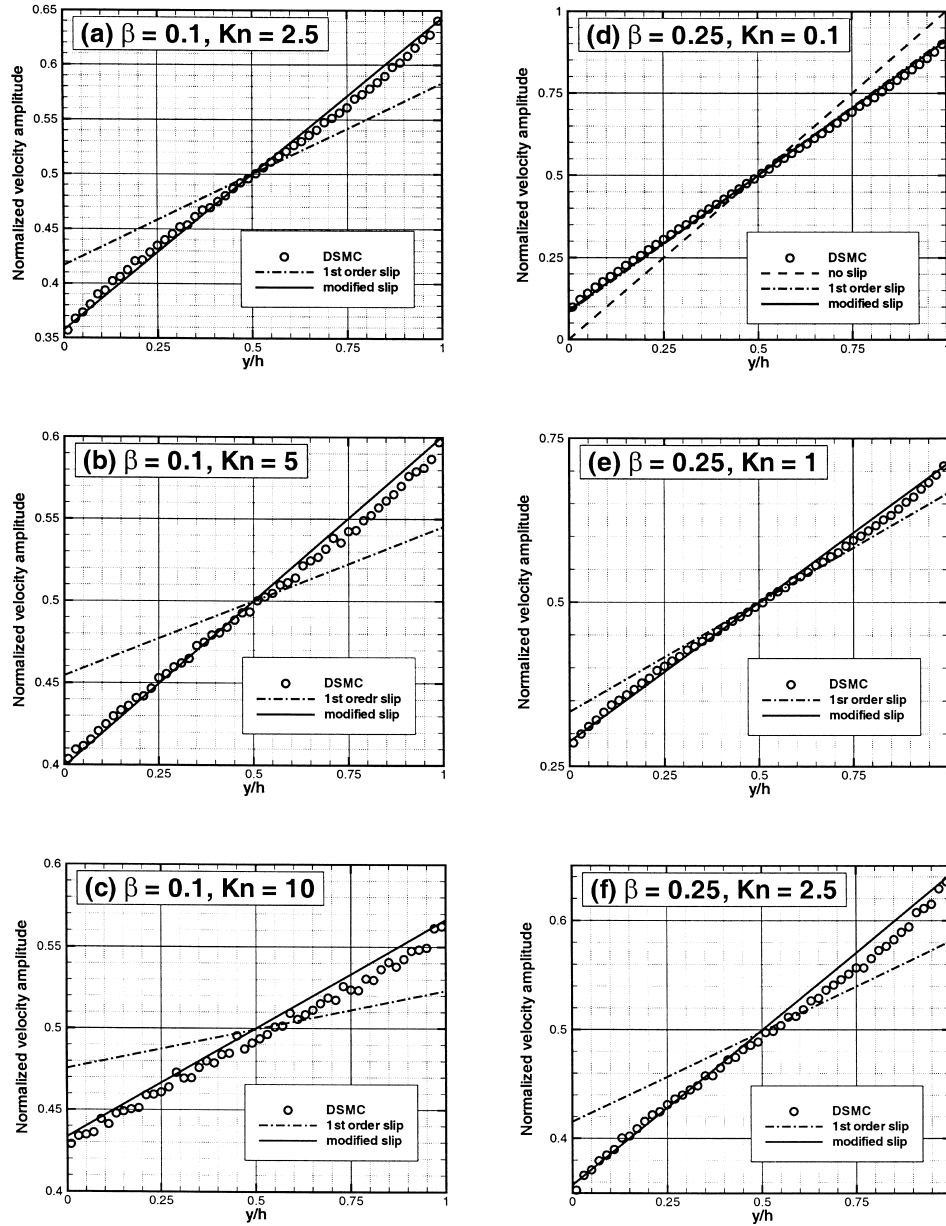 (a) β = 0.1, Kn = 2.5
Normalized velocity amplitude
0.65
0.6
0.55
0.5
0.45
0.4
0.35
DSMC
1st order slip
modified slip
0
0.25
0.5
0.75
1
y/h
(d) β = 0.25, Kn = 0.1
Normalized velocity amplitude
1
0.75
0.5
0.25
0
DSMC
no slip
1st order slip
modified slip
0
0.25
0.5
0.75
1
y/h
(b) β = 0.1, Kn = 5
Normalized velocity amplitude
0.6
0.55
0.5
0.45
0.4
DSMC
1st oredr slip
modified slip
0
0.25
0.5
0.75
1
y/h
(e) β = 0.25, Kn = 1
Normalized velocity amplitude
0.75
0.5
0.25
DSMC
1sr order slip
modified slip
0
0.25
0.5
0.75
1
y/h
(c) β = 0.1, Kn = 10
Normalized velocity amplitude
0.6
0.55
0.5
0.45
0.4
DSMC
1st order slip
modified slip
0
0.25
0.5
0.75
1
y/h
(f) β = 0.25, Kn = 2.5
Normalized velocity amplitude
0.6
0.5
0.4
DSMC
1st order slip
modified slip
0
0.25
0.5
0.75
1
y/h